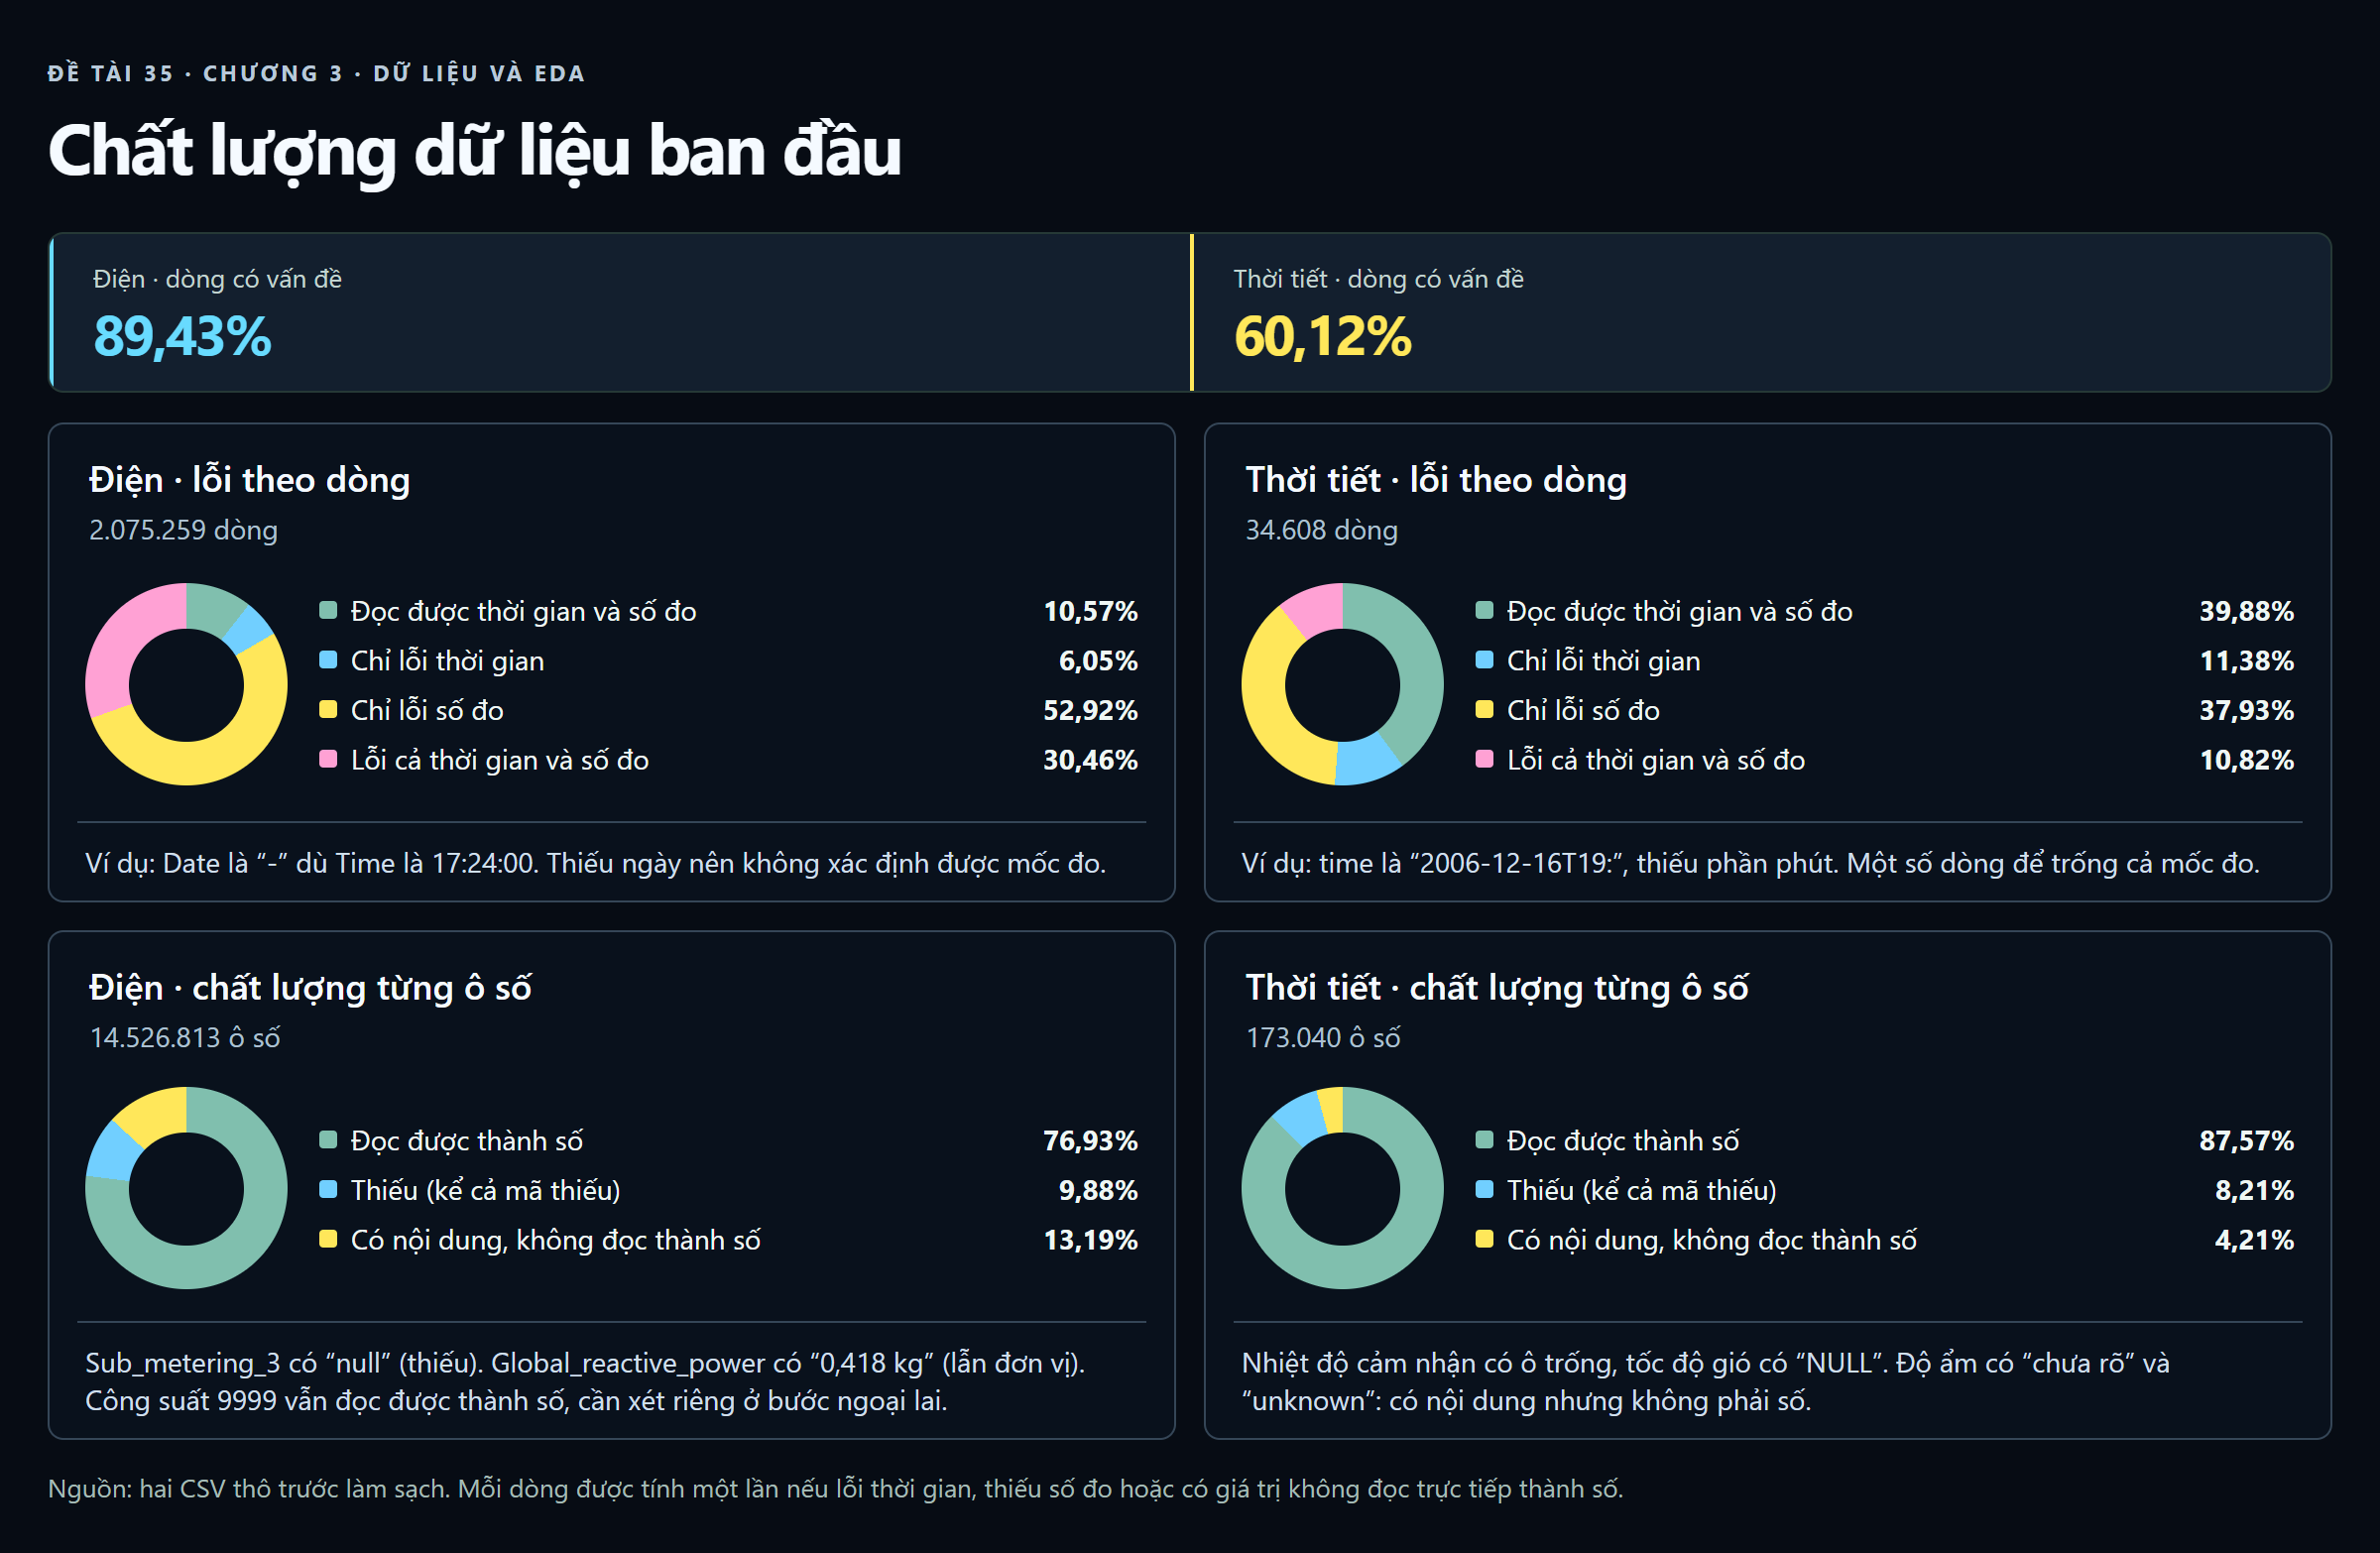 ĐỀ TÀI 35 · CHƯƠNG 3 · DỮ LIỆU VÀ EDA
Chất lượng dữ liệu ban đầu
Điện · dòng có vấn đề
89,43%
Thời tiết · dòng có vấn đề
60,12%
Điện · lỗi theo dòng
2.075.259 dòng
Đọc được thời gian và số đo 10,57%
Chỉ lỗi thời gian 6,05%
Chỉ lỗi số đo 52,92%
Lỗi cả thời gian và số đo 30,46%
Ví dụ: Date là “-” dù Time là 17:24:00. Thiếu ngày nên không xác định được mốc đo.
Thời tiết · lỗi theo dòng
34.608 dòng
Đọc được thời gian và số đo 39,88%
Chỉ lỗi thời gian 11,38%
Chỉ lỗi số đo 37,93%
Lỗi cả thời gian và số đo 10,82%
Ví dụ: time là “2006-12-16T19:”, thiếu phần phút. Một số dòng để trống cả mốc đo.
Điện · chất lượng từng ô số
14.526.813 ô số
Đọc được thành số 76,93%
Thiếu (kể cả mã thiếu) 9,88%
Có nội dung, không đọc thành số 13,19%
Sub_metering_3 có “null” (thiếu). Global_reactive_power có “0,418 kg” (lẫn đơn vị).
Công suất 9999 vẫn đọc được thành số, cần xét riêng ở bước ngoại lai.
Thời tiết · chất lượng từng ô số
173.040 ô số
Đọc được thành số 87,57%
Thiếu (kể cả mã thiếu) 8,21%
Có nội dung, không đọc thành số 4,21%
Nhiệt độ cảm nhận có ô trống, tốc độ gió có “NULL”. Độ ẩm có “chưa rõ” và
“unknown”: có nội dung nhưng không phải số.
Nguồn: hai CSV thô trước làm sạch. Mỗi dòng được tính một lần nếu lỗi thời gian, thiếu số đo hoặc có giá trị không đọc trực tiếp thành số.